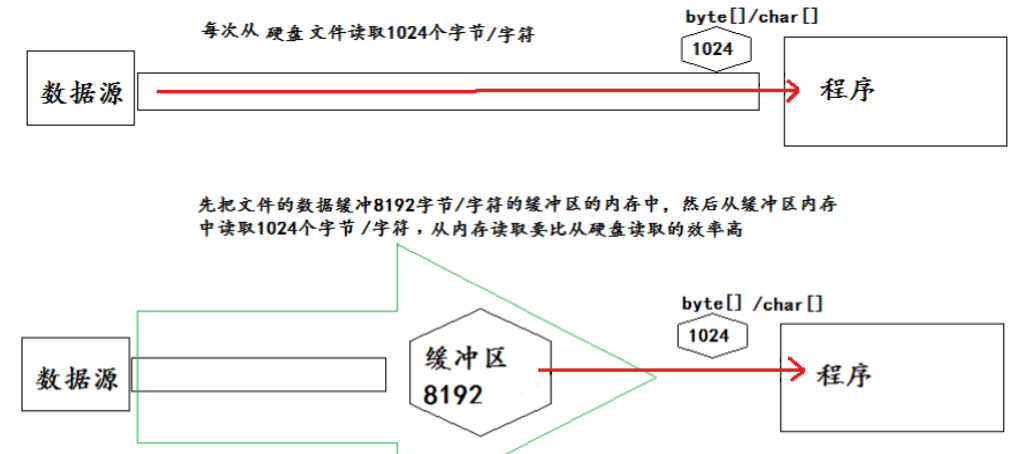 byte[]/char[]
每次从 硬盘 文件读取1024个字节/字符
1024
数据源
程序
先把文件的数据缓冲8192字节/字符的缓冲区的内存中，然后从缓冲区内存
中读取1024个字节 /字符 ，从内存读取要比从硬盘读取的效率高
byte[] /char[]
1024
数据源
缓冲区
8192
程序